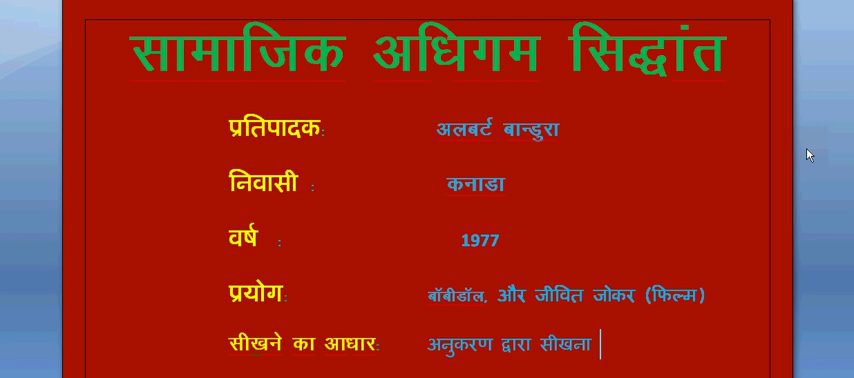 सामाजिक अधिगम सिद्धांत
प्रतिपादक: अलबर्ट बान्डुरा
निवासी : कनाडा
वर्ष : 1977
प्रयोग: बॉबीडॉल, और जीवित जोकर (फिल्म)
सीखने का आधार: अनुकरण द्वारा सीखना